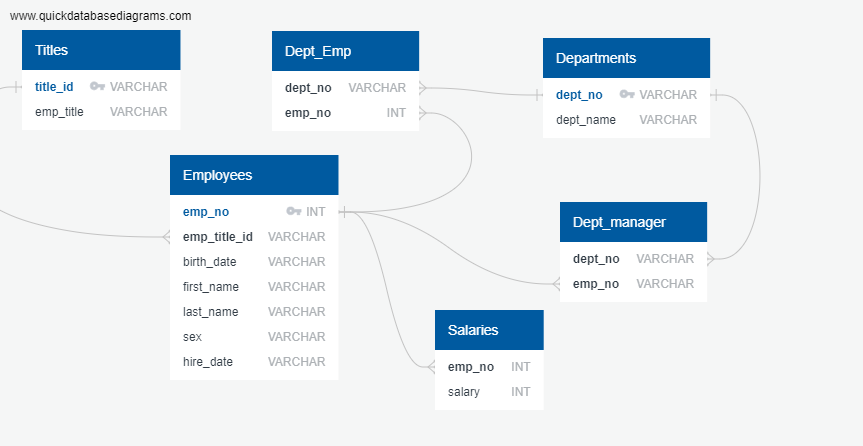 www.quickdatabasediagrams.com
Titles
title_id VARCHAR
emp_title VARCHAR
Dept_Emp
dept_no VARCHAR
emp_no INT
Departments
dept_no VARCHAR
dept_name VARCHAR
Employees
emp_no INT
emp_title_id VARCHAR
birth_date VARCHAR
first_name VARCHAR
last_name VARCHAR
sex VARCHAR
hire_date VARCHAR
Dept_manager
dept_no VARCHAR
emp_no VARCHAR
Salaries
emp_no INT
salary INT